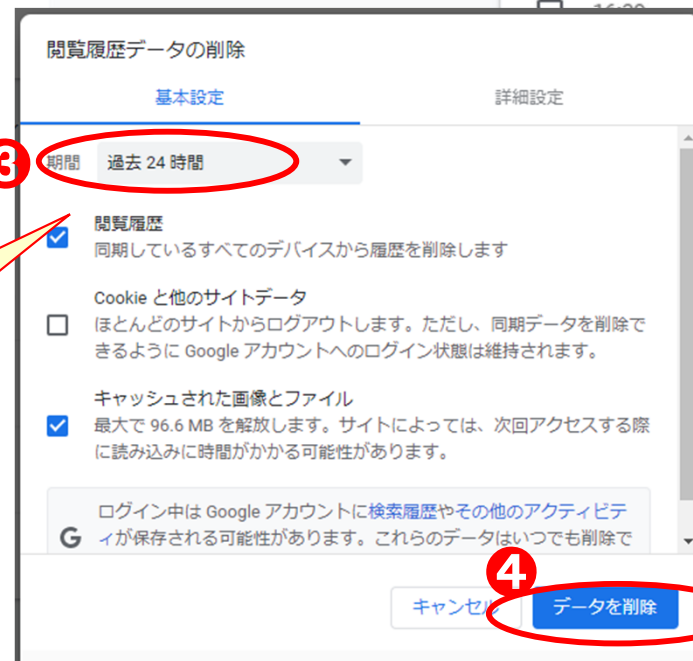 閲覧履歴データの削除
基本設定 詳細設定
3 期間 過去 24 時間
閲覧履歴
同期しているすべてのデバイスから履歴を削除します
Cookie と他のサイトデータ
ほとんどのサイトからログアウトします。ただし、同期データを削除で
きるように Google アカウントへのログイン状態は維持されます。
キャッシュされた画像とファイル
最大で 96.6 MB を解放します。サイトによっては、次回アクセスする際
に読み込みに時間がかかる可能性があります。
ログイン中は Google アカウントに検索履歴やその他のアクティビテ
G ィが保存される可能性があります。これらのデータはいつでも削除で
4
キャンセル データを削除